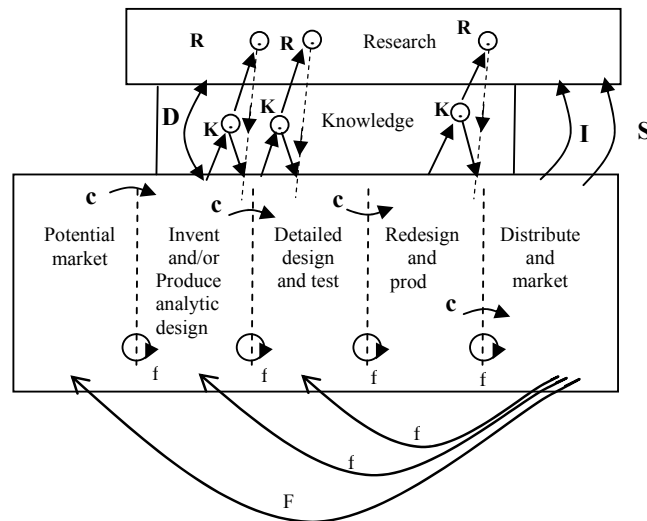 R
R
Research
R
D
K
K
Knowledge
K
I
S
c
c
c
Potential
market
Invent
and/or
Produce
analytic
design
Detailed
design
and test
Redesign
and
prod
Distribute
and
market
c
f
f
f
f
f
f
F